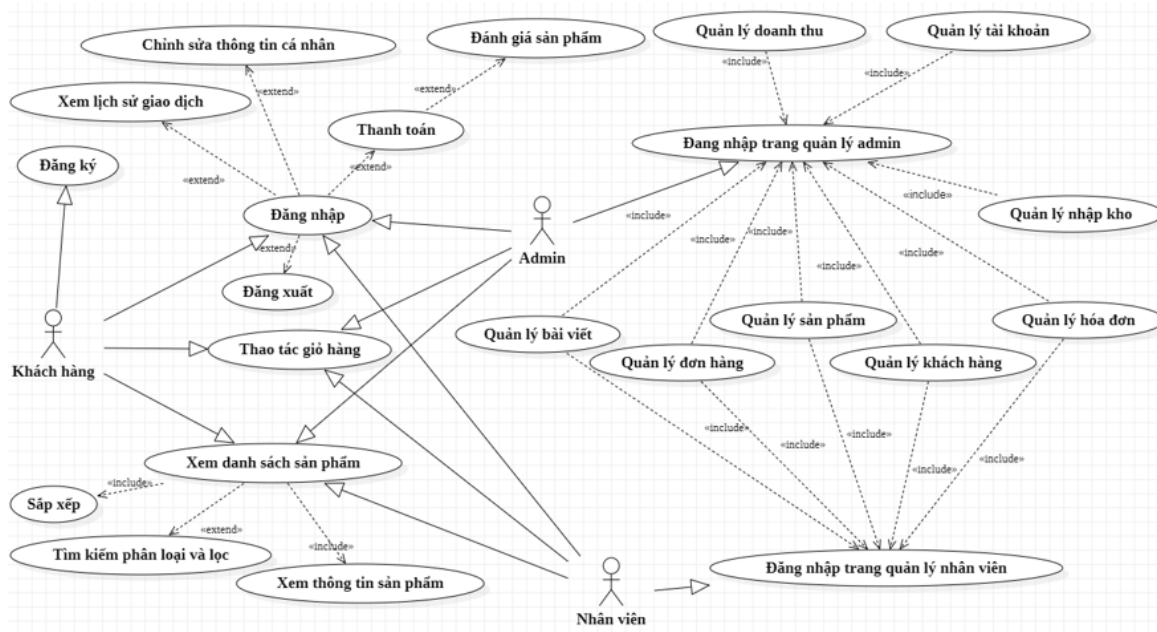 Chỉnh sửa thông tin cá nhân
Đánh giá sản phẩm
Quản lý doanh thu
Quản lý tài khoản
«include»
«include»
«extend»
«extend»
Xem lịch sử giao dịch
Thanh toán
Đang nhập trang quản lý admin
Đăng ký
«extend»
«extend»
Đăng nhập
Admin
«include»
«include»
Quản lý nhập kho
«include»
«include»
«include»
«include»
extend»
Đăng xuất
Khách hàng
Thao tác giỏ hàng
Quản lý bài viết
Quản lý sản phẩm
Quản lý hóa đơn
Quản lý đơn hàng
Quản lý khách hàng
«include»
«include»
«include»
«include»
«include»
Xem danh sách sản phẩm
«include»
Sắp xếp
«extend»
«include»
Tìm kiếm phân loại và lọc
Xem thông tin sản phẩm
Đăng nhập trang quản lý nhân viên
Nhân viên